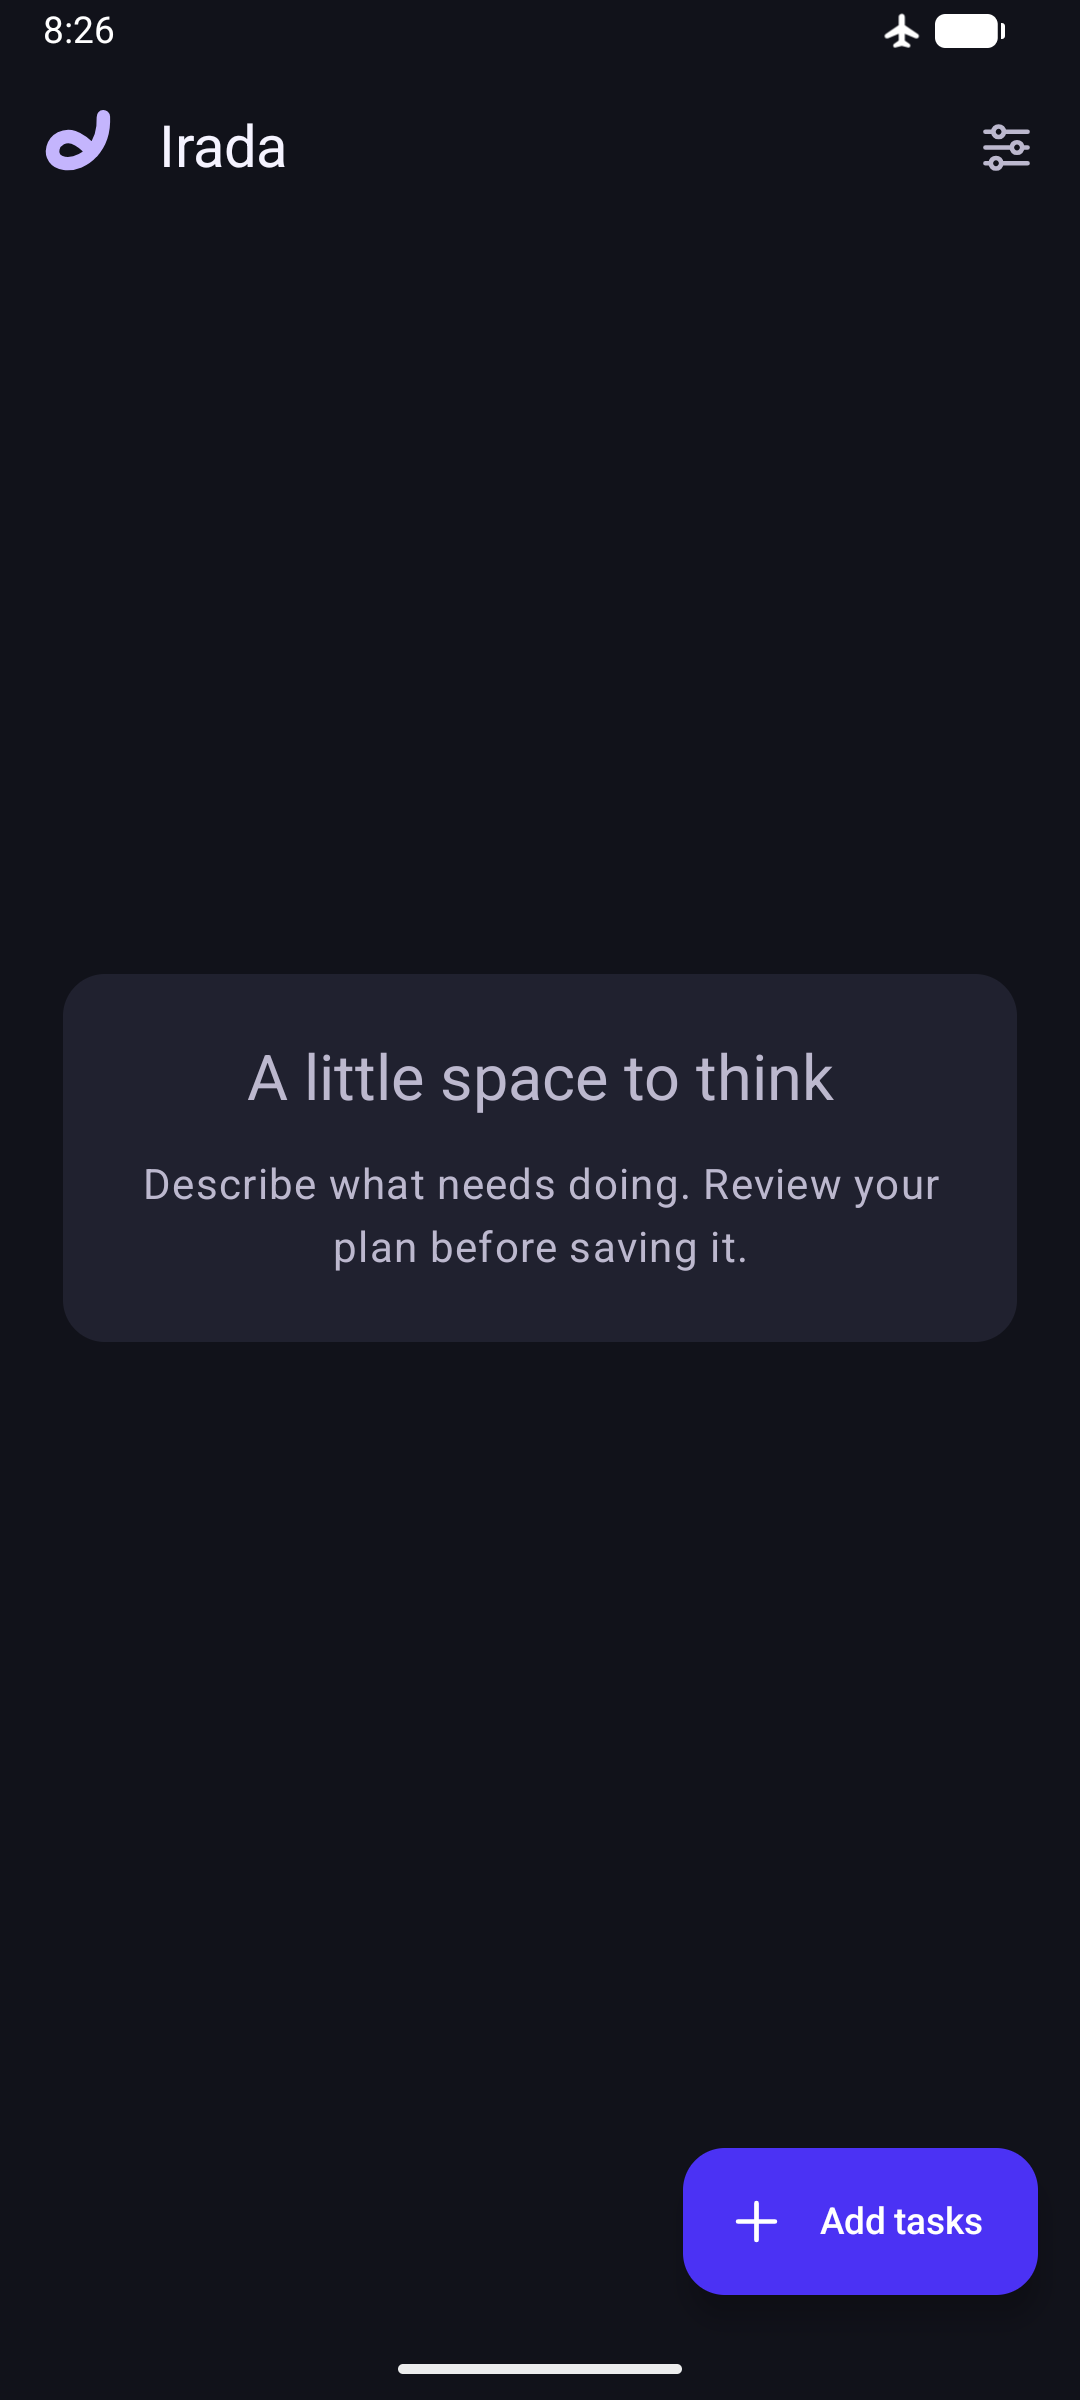 8:26
Irada
A little space to think
Describe what needs doing. Review your
plan before saving it.
Add tasks